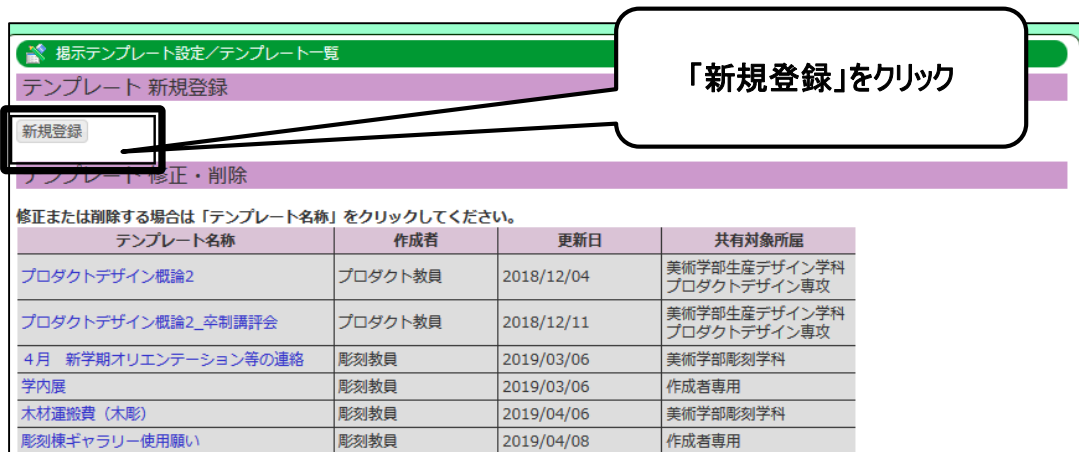 掲示テンプレート設定／テンプレート一覧
「新規登録」をクリック
テンプレート 新規登録
新規登録
テンプレート 修正・削除
修正または削除する場合は「テンプレート名称」をクリックしてください。
テンプレート名称 作成者 更新日 共有対象所属
プロダクトデザイン概論2 プロダクト教員 2018/12/04 美術学部生産デザイン学科
プロダクトデザイン専攻
プロダクトデザイン概論2_卒制講評会 プロダクト教員 2018/12/11 美術学部生産デザイン学科
プロダクトデザイン専攻
４月　新学期オリエンテーション等の連絡 彫刻教員 2019/03/06 美術学部彫刻学科
学内展 彫刻教員 2019/03/06 作成者専用
木材運搬費（木彫） 彫刻教員 2019/04/06 美術学部彫刻学科
彫刻棟ギャラリー使用願い 彫刻教員 2019/04/08 作成者専用